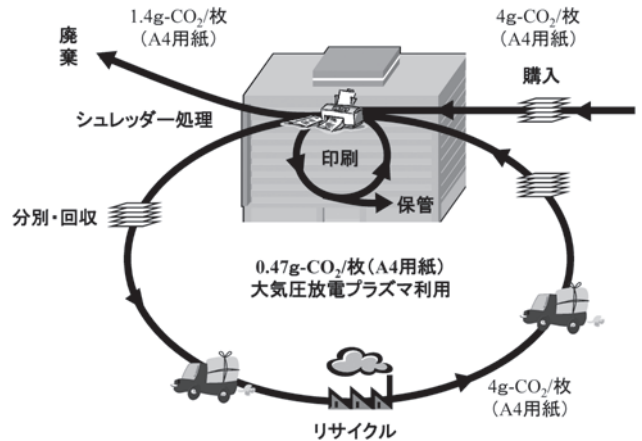 1.4g-CO₂/枚
(A4用紙)
4g-CO₂/枚
(A4用紙)
廃
棄
購入
シュレッダー処理
印刷
保管
分別・回収
0.47g-CO₂/枚(A4用紙)
大気圧放電プラズマ利用
4g-CO₂/枚
(A4用紙)
リサイクル